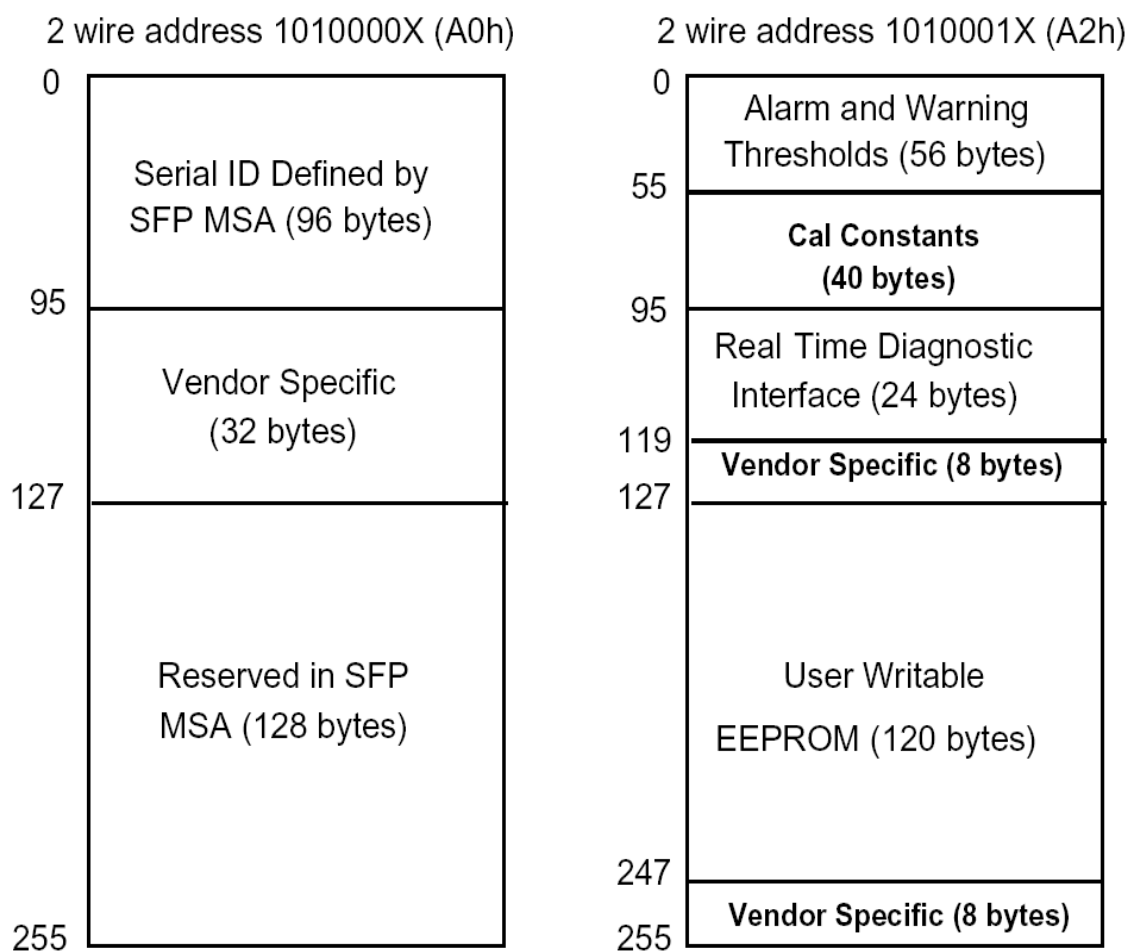 2 wire address 1010000X (A0h)
0
Serial ID Defined by
SFP MSA (96 bytes)
95
Vendor Specific
(32 bytes)
127
Reserved in SFP
MSA (128 bytes)
255
2 wire address 1010001X (A2h)
0
Alarm and Warning
Thresholds (56 bytes)
55
Cal Constants
(40 bytes)
95
Real Time Diagnostic
Interface (24 bytes)
119
Vendor Specific (8 bytes)
127
User Writable
EEPROM (120 bytes)
247
Vendor Specific (8 bytes)
255